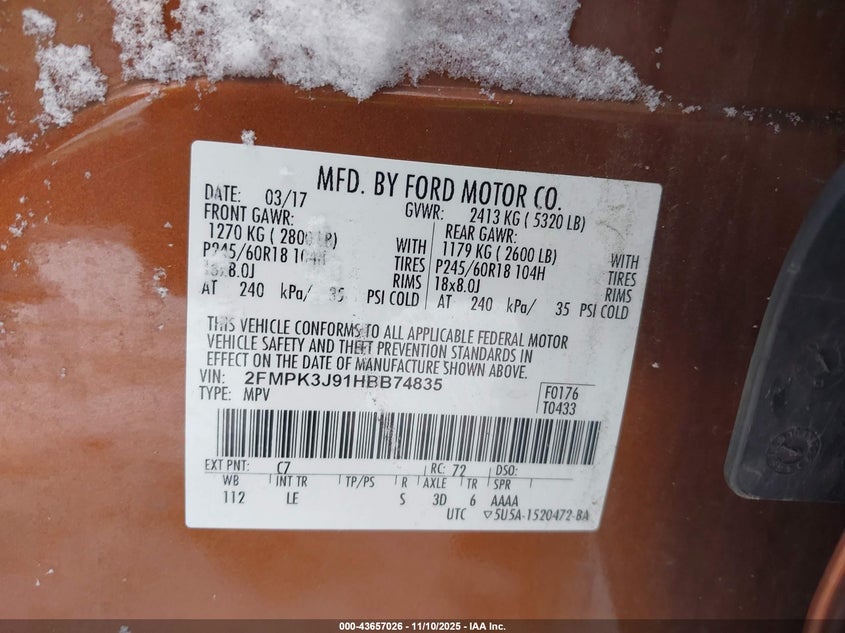 MFD. BY FORD MOTOR CO.
DATE: 03/17 GVWR: 2413 KG ( 5320 LB)
FRONT GAWR: REAR GAWR:
1270 KG ( 2800 LB) WITH 1179 KG ( 2600 LB) WITH
P245/60R18 104H TIRES P245/60R18 104H TIRES
18x8.0J RIMS 18x8.0J RIMS
AT 240 kPa/ 35 PSI COLD AT 240 kPa/ 35 PSI COLD
THIS VEHICLE CONFORMS TO ALL APPLICABLE FEDERAL MOTOR
VEHICLE SAFETY AND THEFT PREVENTION STANDARDS IN
EFFECT ON THE DATE OF MANUFACTURE SHOWN ABOVE.
VIN: 2FMPK3J91HBB74835
TYPE: MPV
F0176
T0433
EXT PNT: C7 RC: 72 DSO:
WB INT TR TP/PS R AXLE TR SPR
112 LE S 3D 6 AAAA
UTC ▽5U5A-1520472-BA
000-43657026 - 11/10/2025 - IAA Inc.